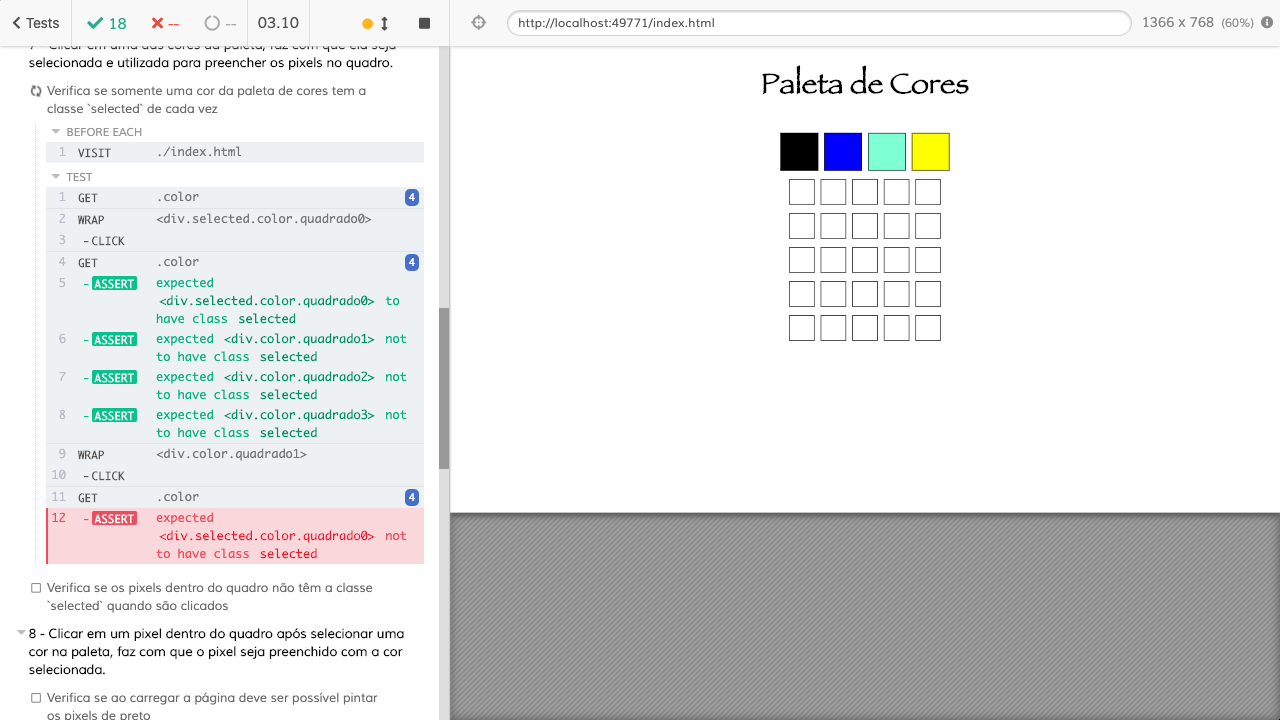 Tests
18
--
--
03.10
http://localhost:49771/index.html
1366 x 768 (60%)
7 - Clicar em uma das cores da paleta, faz com que ela seja
selecionada e utilizada para preencher os pixels no quadro.
Verifica se somente uma cor da paleta de cores tem a
classe `selected` de cada vez
BEFORE EACH
1 VISIT ./index.html
TEST
1 GET .color 4
2 WRAP <div.selected.color.quadrado0>
3 -CLICK
4 GET .color 4
5 -ASSERT expected
<div.selected.color.quadrado0> to
have class selected
6 -ASSERT expected <div.color.quadrado1> not
to have class selected
7 -ASSERT expected <div.color.quadrado2> not
to have class selected
8 -ASSERT expected <div.color.quadrado3> not
to have class selected
9 WRAP <div.color.quadrado1>
10 -CLICK
11 GET .color 4
12 -ASSERT expected
<div.selected.color.quadrado0> not
to have class selected
Verifica se os pixels dentro do quadro não têm a classe
`selected` quando são clicados
8 - Clicar em um pixel dentro do quadro após selecionar uma
cor na paleta, faz com que o pixel seja preenchido com a cor
selecionada.
Verifica se ao carregar a página deve ser possível pintar
os pixels de preto
Paleta de Cores